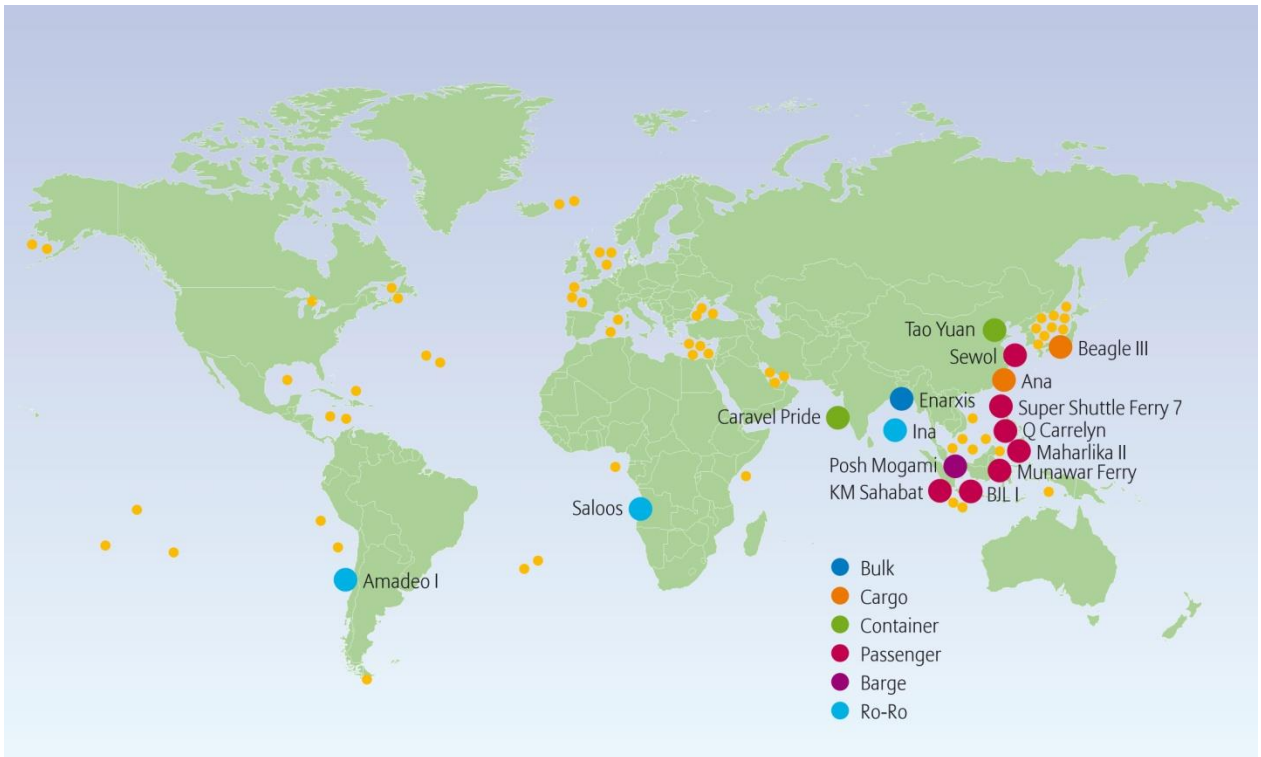 Tao Yuan
Beagle III
Sewol
Ana
Enarxis
Super Shuttle Ferry 7
Caravel Pride
Ina
Q Carrelyn
Maharlika II
Posh Mogami
Munawar Ferry
KM Sahabat
BJL I
Saloos
Amadeo I
Bulk
Cargo
Container
Passenger
Barge
Ro-Ro